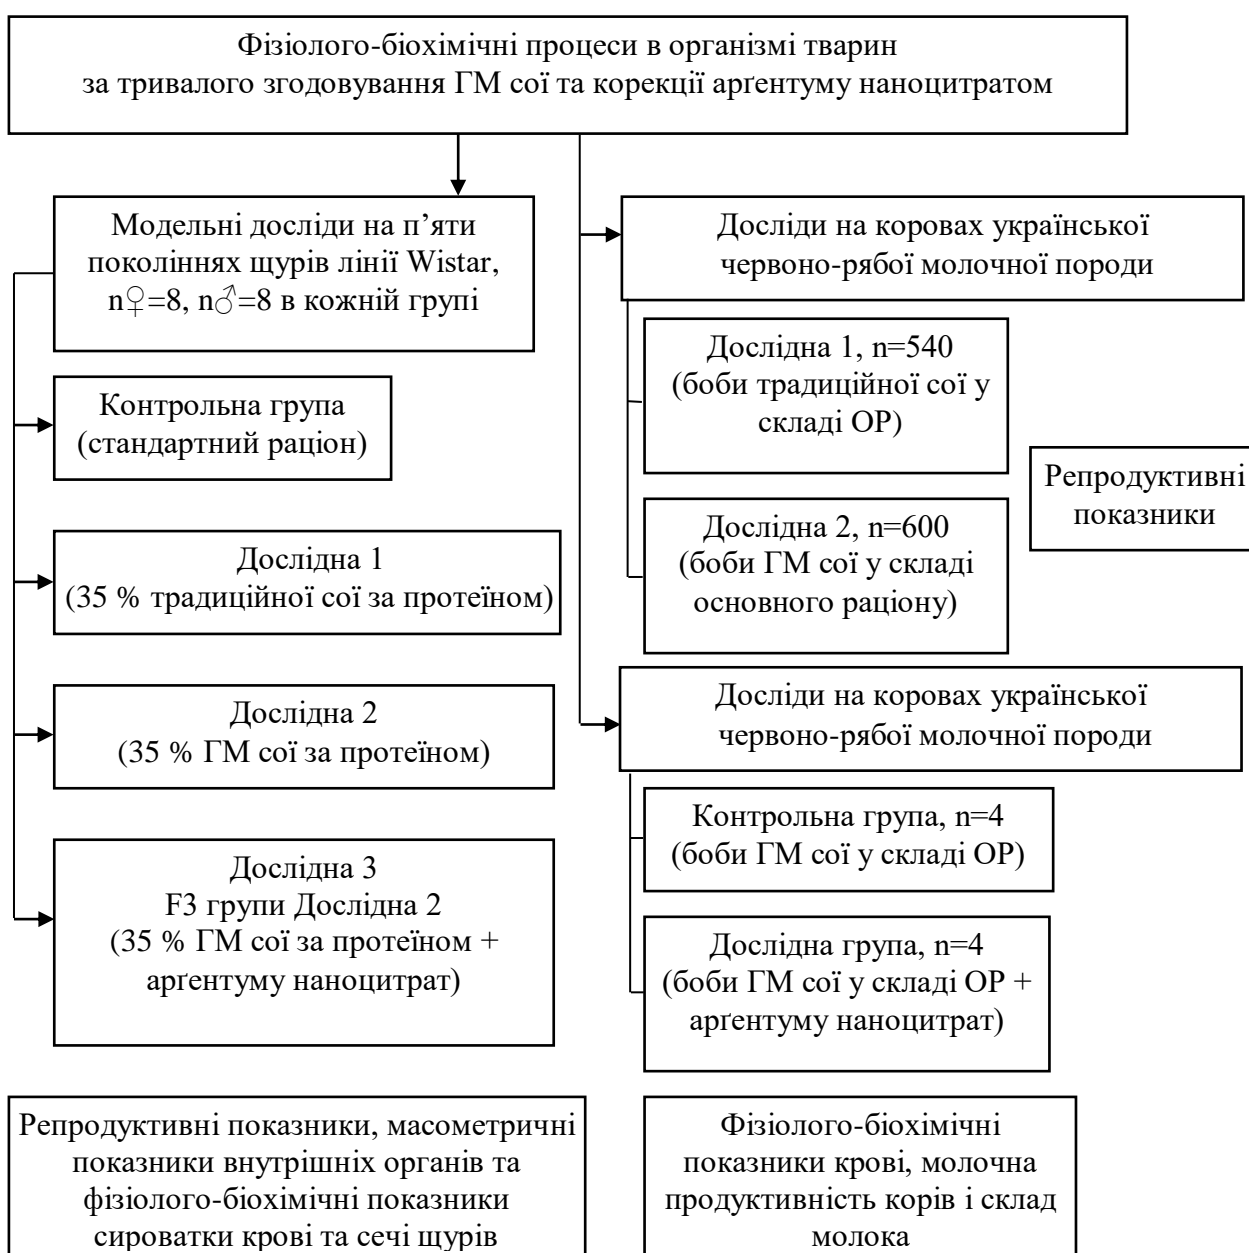 Фізіолого-біохімічні процеси в організмі тварин
за тривалого згодовування ГМ сої та корекції арґентуму наноцитратом
Модельні досліди на п’яти
поколіннях щурів лінії Wistar,
n♀=8, n♂=8 в кожній групі
Контрольна група
(стандартний раціон)
Дослідна 1
(35 % традиційної сої за протеїном)
Дослідна 2
(35 % ГМ сої за протеїном)
Дослідна 3
F3 групи Дослідна 2
(35 % ГМ сої за протеїном +
арґентуму наноцитрат)
Репродуктивні показники, масометричні
показники внутрішніх органів та
фізіолого-біохімічні показники
сироватки крові та сечі щурів
Досліди на коровах української
червоно-рябої молочної породи
Дослідна 1, n=540
(боби традиційної сої у
складі ОР)
Дослідна 2, n=600
(боби ГМ сої у складі
основного раціону)
Репродуктивні
показники
Досліди на коровах української
червоно-рябої молочної породи
Контрольна група, n=4
(боби ГМ сої у складі ОР)
Дослідна група, n=4
(боби ГМ сої у складі ОР +
арґентуму наноцитрат)
Фізіолого-біохімічні
показники крові, молочна
продуктивність корів і склад
молока